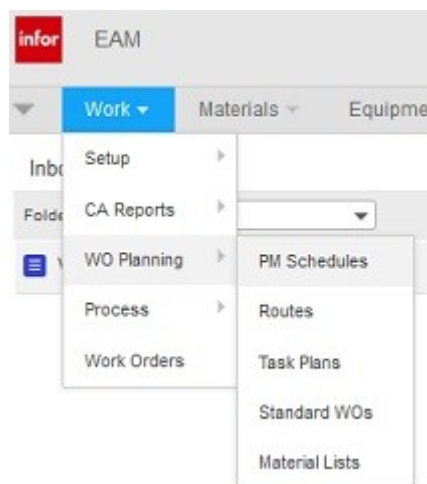 infor EAM
Work Materials Equipme
Inbo
Setup
Folde
CA Reports
WO Planning
PM Schedules
Process
Routes
Work Orders
Task Plans
Standard WOs
Material Lists